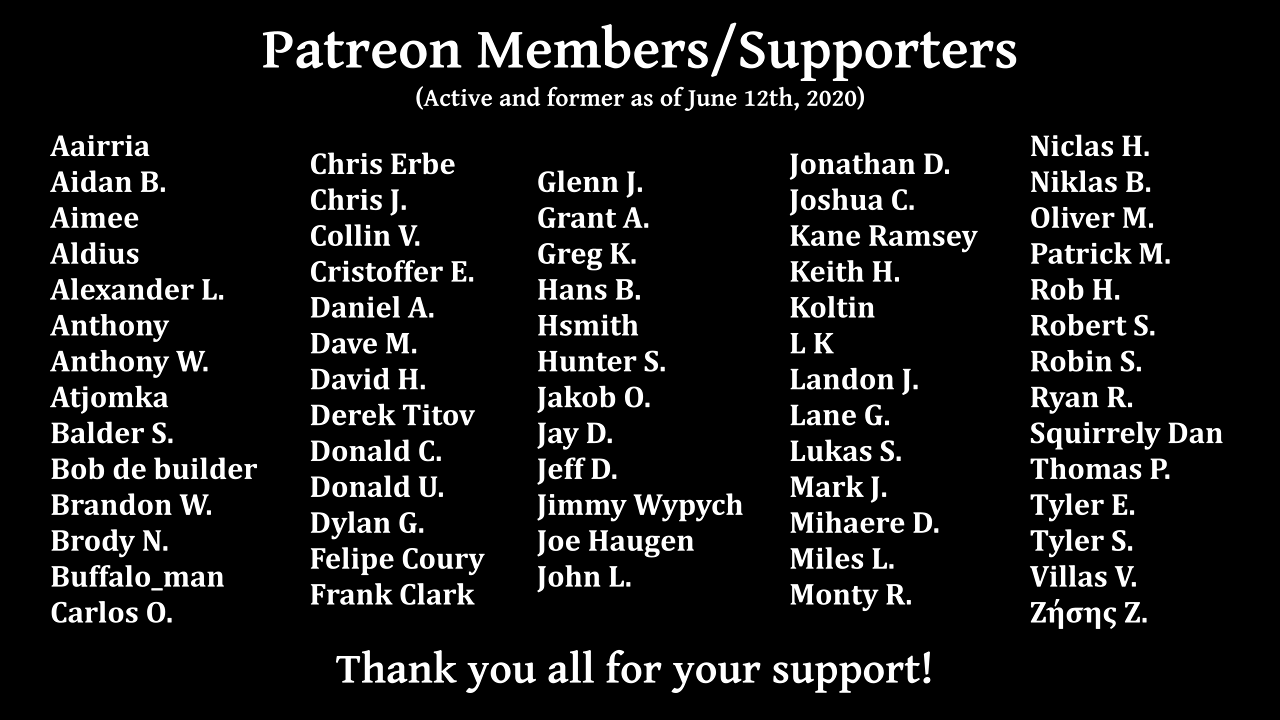 Patreon Members/Supporters
(Active and former as of June 12th, 2020)
Aairria
Aidan B.
Aimee
Aldius
Alexander L.
Anthony
Anthony W.
Atjomka
Balder S.
Bob de builder
Brandon W.
Brody N.
Buffalo_man
Carlos O.
Chris Erbe
Chris J.
Collin V.
Cristoffer E.
Daniel A.
Dave M.
David H.
Derek Titov
Donald C.
Donald U.
Dylan G.
Felipe Coury
Frank Clark
Glenn J.
Grant A.
Greg K.
Hans B.
Hsmith
Hunter S.
Jakob O.
Jay D.
Jeff D.
Jimmy Wypych
Joe Haugen
John L.
Jonathan D.
Joshua C.
Kane Ramsey
Keith H.
Koltin
L K
Landon J.
Lane G.
Lukas S.
Mark J.
Mihaere D.
Miles L.
Monty R.
Niclas H.
Niklas B.
Oliver M.
Patrick M.
Rob H.
Robert S.
Robin S.
Ryan R.
Squirrely Dan
Thomas P.
Tyler E.
Tyler S.
Villas V.
Ζήσης Ζ.
Thank you all for your support!